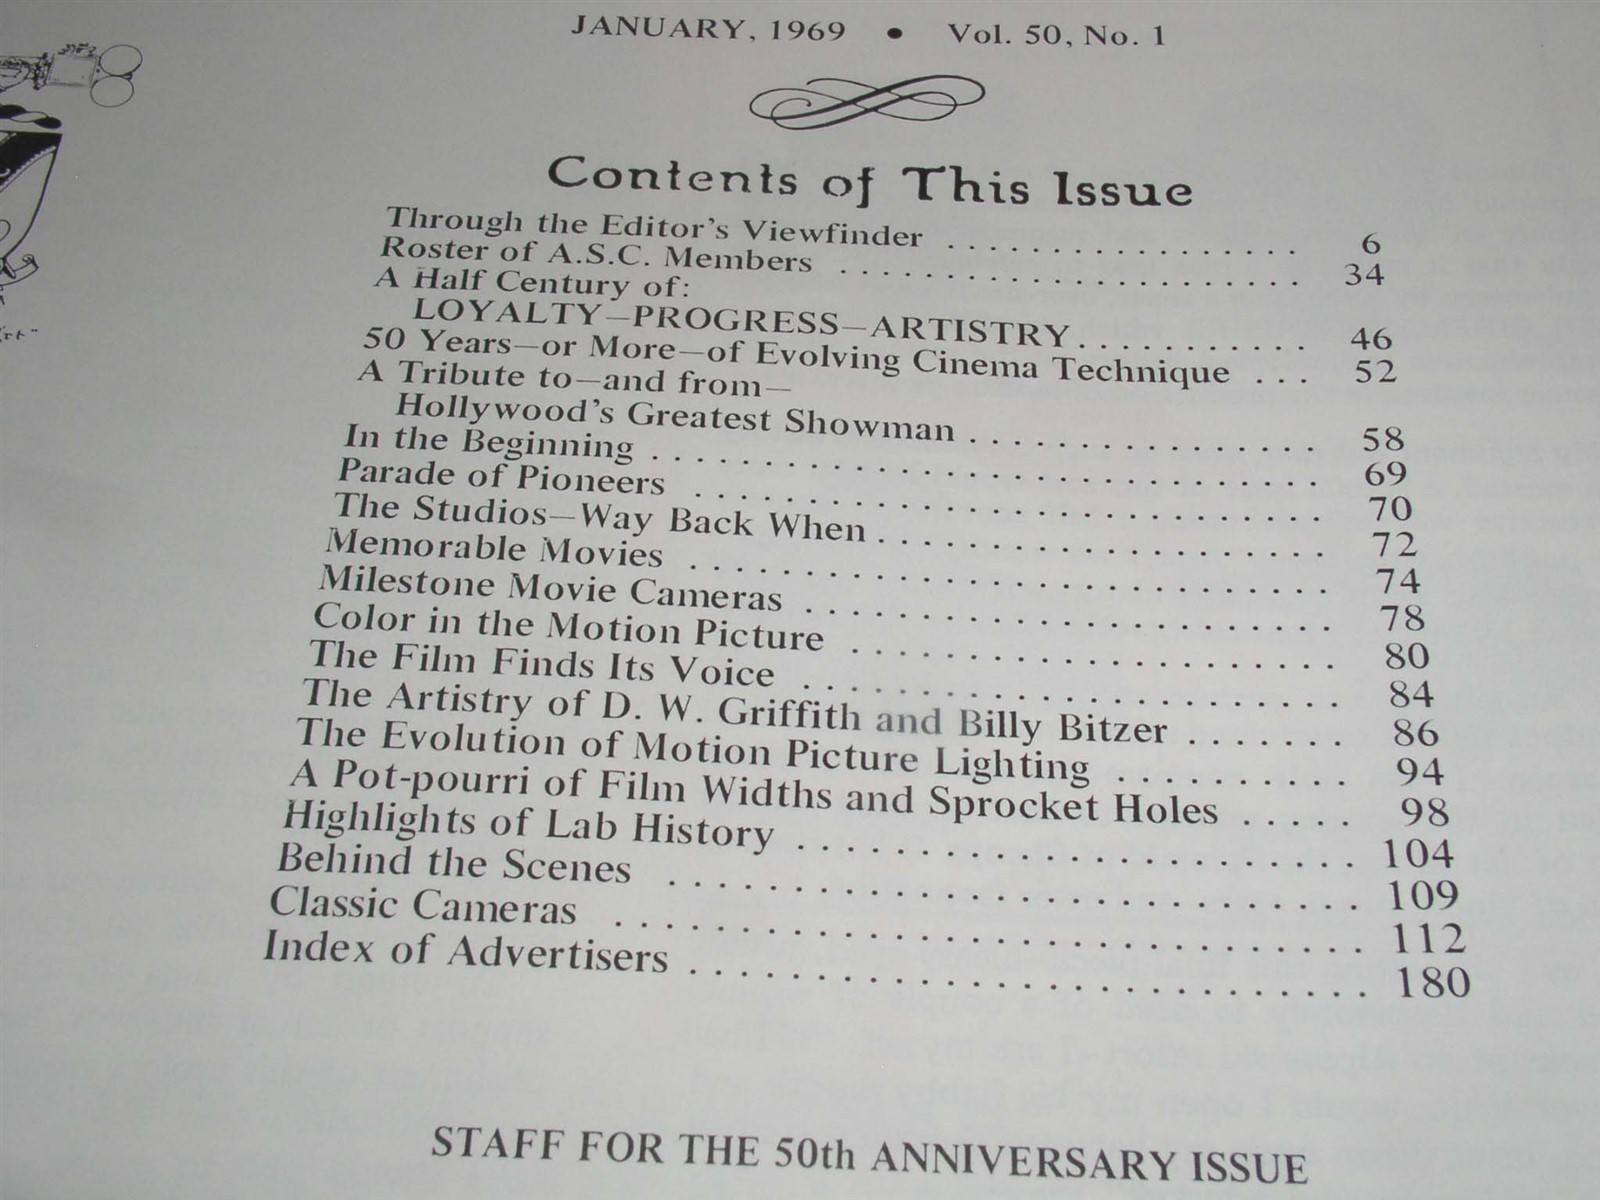 JANUARY, 1969 • Vol. 50, No. 1
Contents of This Issue
Through the Editor's Viewfinder . . . . . . . . . . . . . . . . 6
Roster of A.S.C. Members . . . . . . . . . . . . . . . . . . . . . 34
A Half Century of:
LOYALTY—PROGRESS—ARTISTRY . . . . . . . . . . . 46
50 Years—or More—of Evolving Cinema Technique . . . 52
A Tribute to—and from—
Hollywood's Greatest Showman . . . . . . . . . . . . . . . . 58
In the Beginning . . . . . . . . . . . . . . . . . . . . . . . . . . . . . . 69
Parade of Pioneers . . . . . . . . . . . . . . . . . . . . . . . . . . . . 70
The Studios—Way Back When . . . . . . . . . . . . . . . . . . . . 72
Memorable Movies . . . . . . . . . . . . . . . . . . . . . . . . . . . . 74
Milestone Movie Cameras . . . . . . . . . . . . . . . . . . . . . . . 78
Color in the Motion Picture . . . . . . . . . . . . . . . . . . . . . 80
The Film Finds Its Voice . . . . . . . . . . . . . . . . . . . . . . . 84
The Artistry of D. W. Griffith and Billy Bitzer . . . . . . . 86
The Evolution of Motion Picture Lighting . . . . . . . . . . 94
A Pot-pourri of Film Widths and Sprocket Holes . . . . . 98
Highlights of Lab History . . . . . . . . . . . . . . . . . . . . . . . . 104
Behind the Scenes . . . . . . . . . . . . . . . . . . . . . . . . . . . . . . 109
Classic Cameras . . . . . . . . . . . . . . . . . . . . . . . . . . . . . . . . 112
Index of Advertisers . . . . . . . . . . . . . . . . . . . . . . . . . . . . . 180
STAFF FOR THE 50th ANNIVERSARY ISSUE